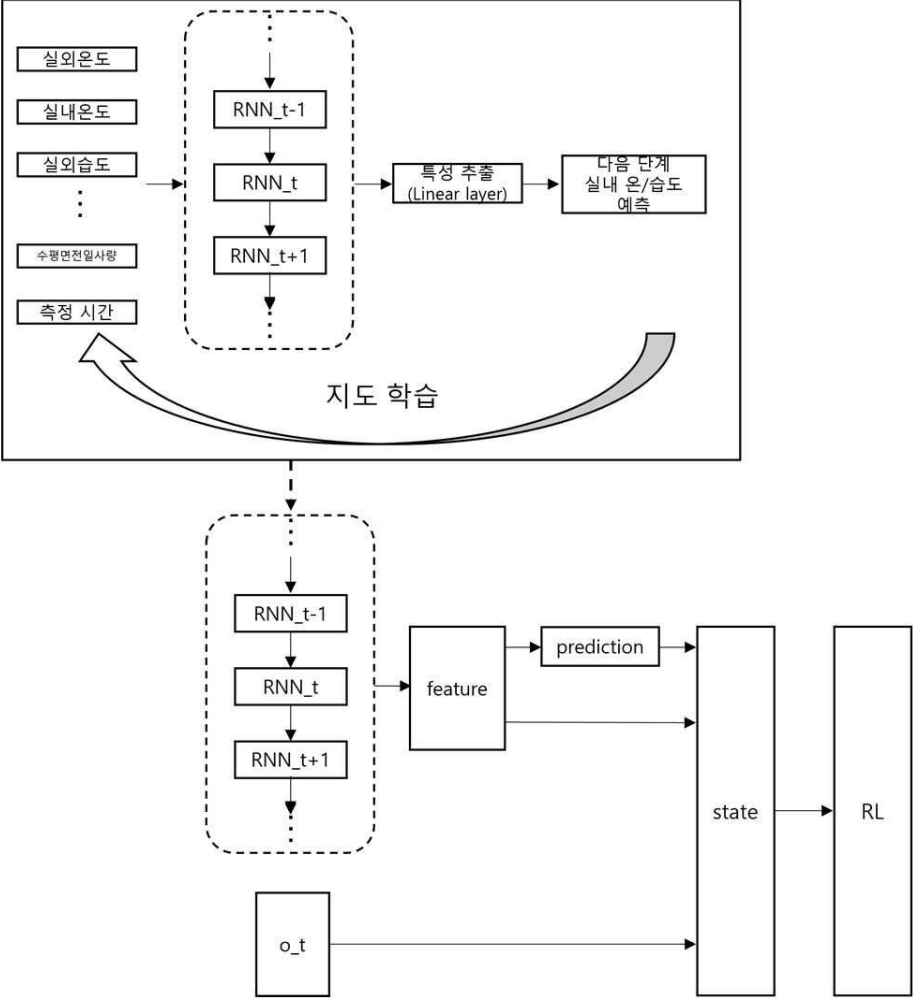 실외온도
실내온도
실외습도
수평면전일사량
측정 시간
RNN_t-1
RNN_t
RNN_t+1
특성 추출
(Linear layer)
다음 단계
실내 온/습도
예측
지도 학습
RNN_t-1
RNN_t
RNN_t+1
feature
prediction
state
RL
o_t